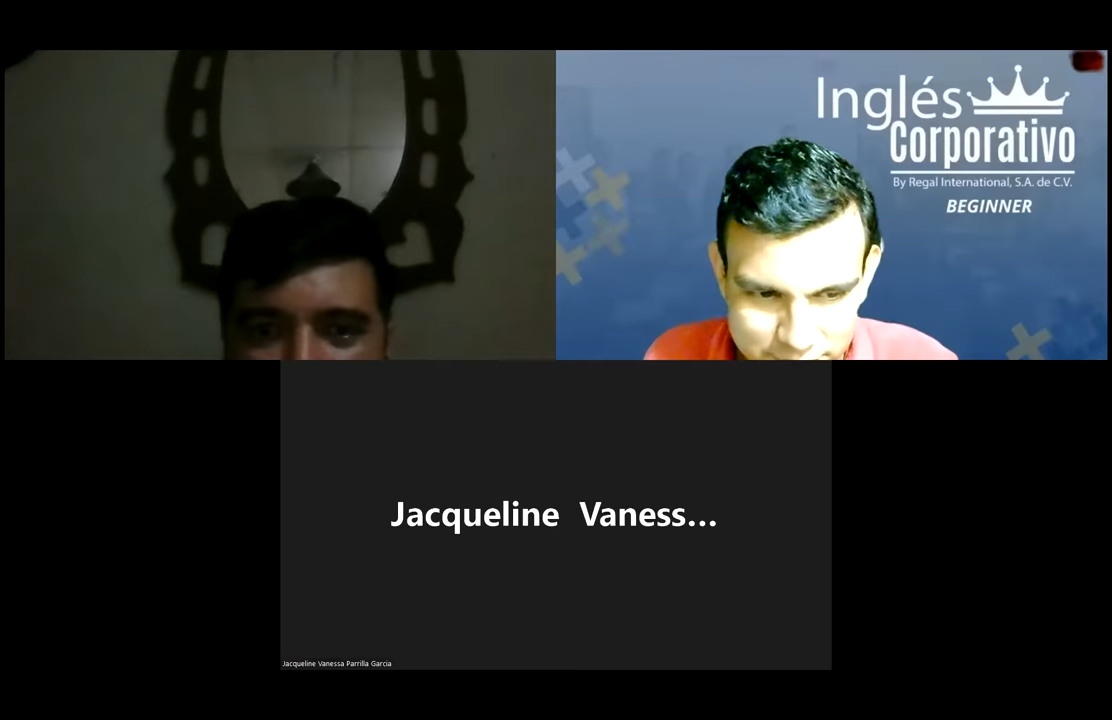 Inglés
Corporativo
By Regal International, S.A. de C.V.
BEGINNER
Jacqueline Vaness...
Jacqueline Vanessa Parrilla Garcia